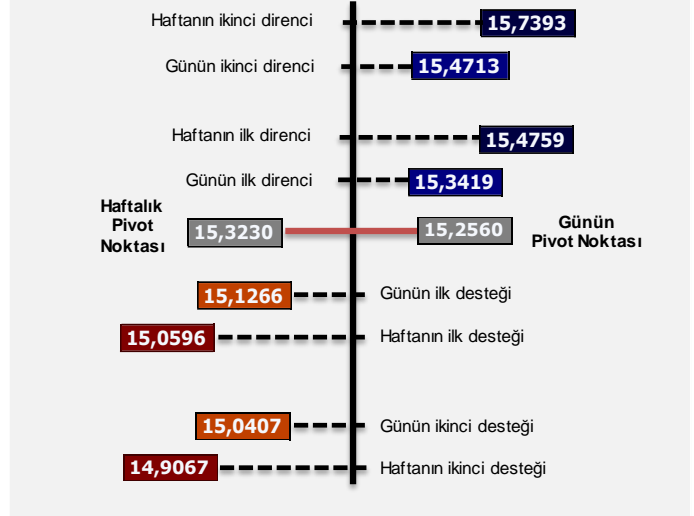 Haftanın ikinci direnci 15,7393
Günün ikinci direnci 15,4713
Haftanın ilk direnci 15,4759
Günün ilk direnci 15,3419
Haftalık
Pivot
Noktası
15,3230
15,2560
Günün
Pivot Noktası
15,1266 Günün ilk desteği
15,0596 Haftanın ilk desteği
15,0407 Günün ikinci desteği
14,9067 Haftanın ikinci desteği